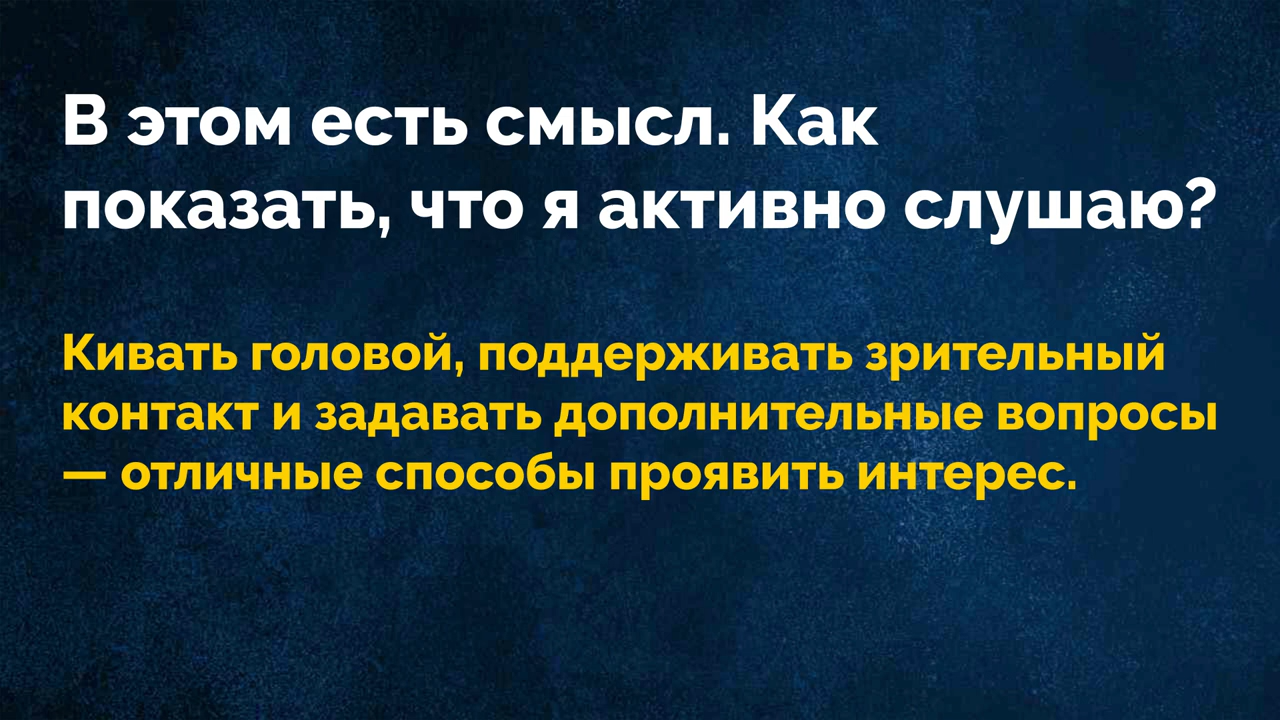 В этом есть смысл. Как
показать, что я активно слушаю?
Кивать головой, поддерживать зрительный
контакт и задавать дополнительные вопросы
— отличные способы проявить интерес.